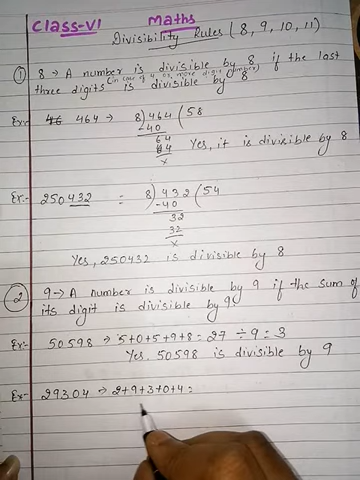 Class-VI Maths
Divisibility Rules (8, 9, 10, 11)
① 8 → A number is divisible by 8 if the last
(in case of 4 or more digit number)
three digits is divisible by 8
Ex:- 464 → 8)464(58
-40
64
64
x
Yes, it is divisible by 8
Ex:- 250432 = 8)432(54
-40
32
32
x
Yes, 250432 is divisible by 8
② 9 → A number is divisible by 9 if the sum of
its digit is divisible by 9.
Ex:- 50598 → 5+0+5+9+8 = 27 ÷ 9 = 3
Yes. 50598 is divisible by 9
Ex:- 29304 → 2+9+3+0+4 =